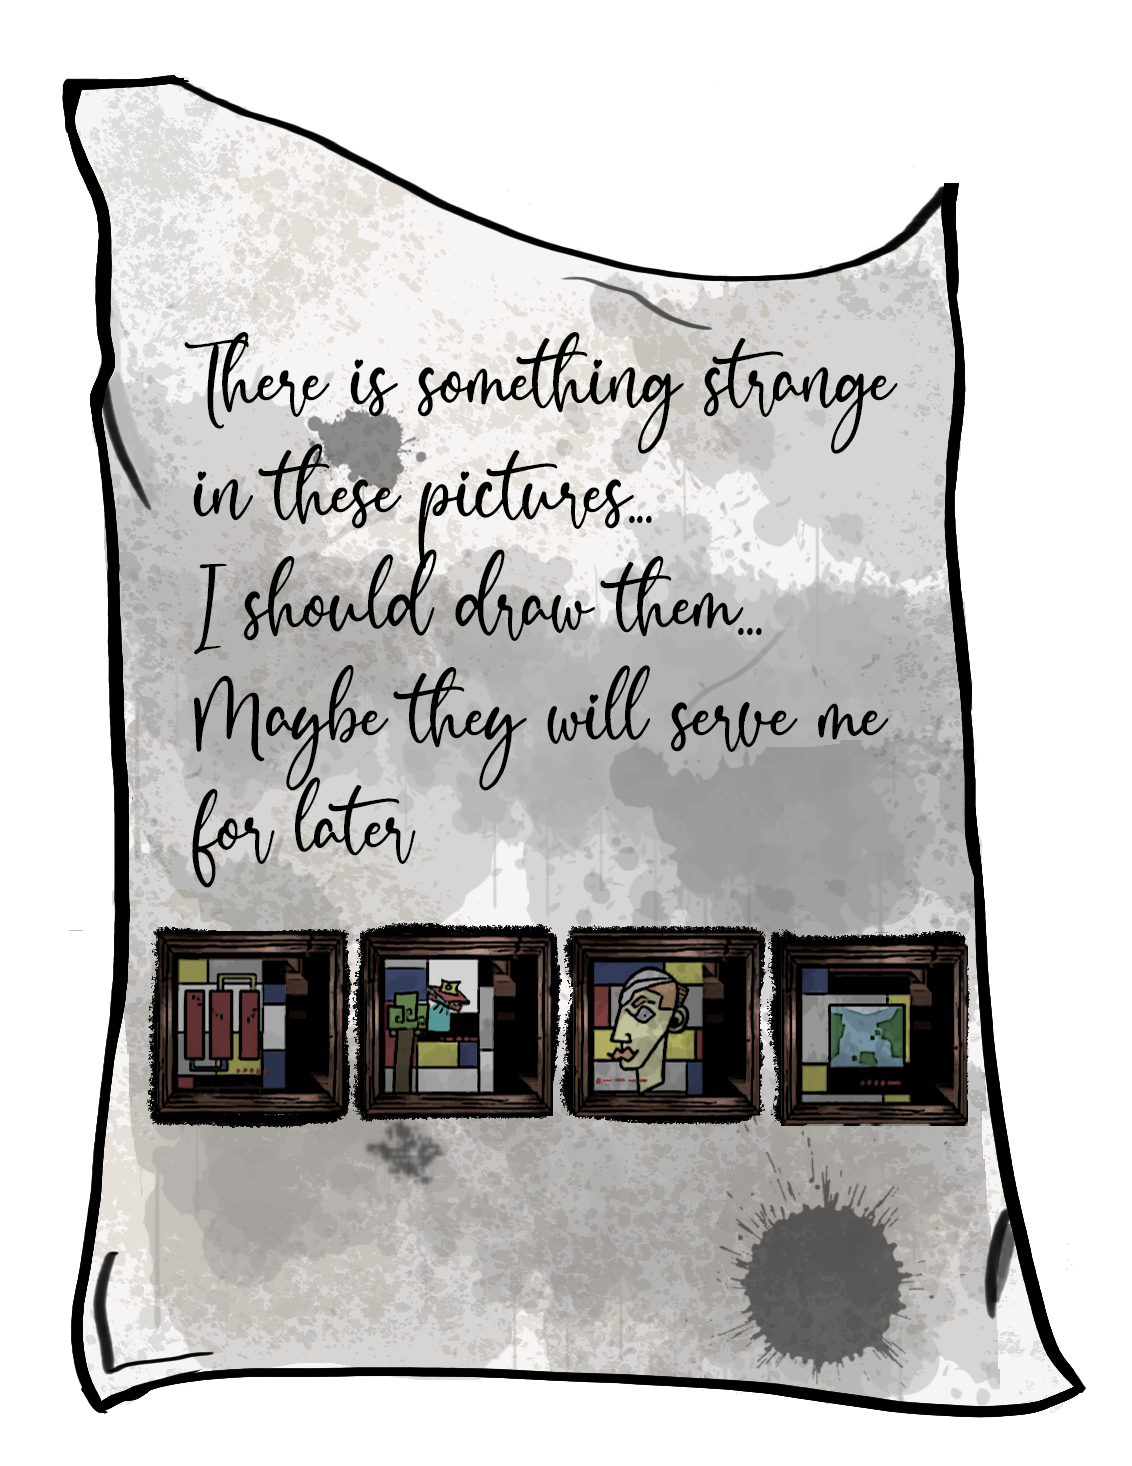 There is something strange
in these pictures...
I should draw them...
Maybe they will serve me
for later